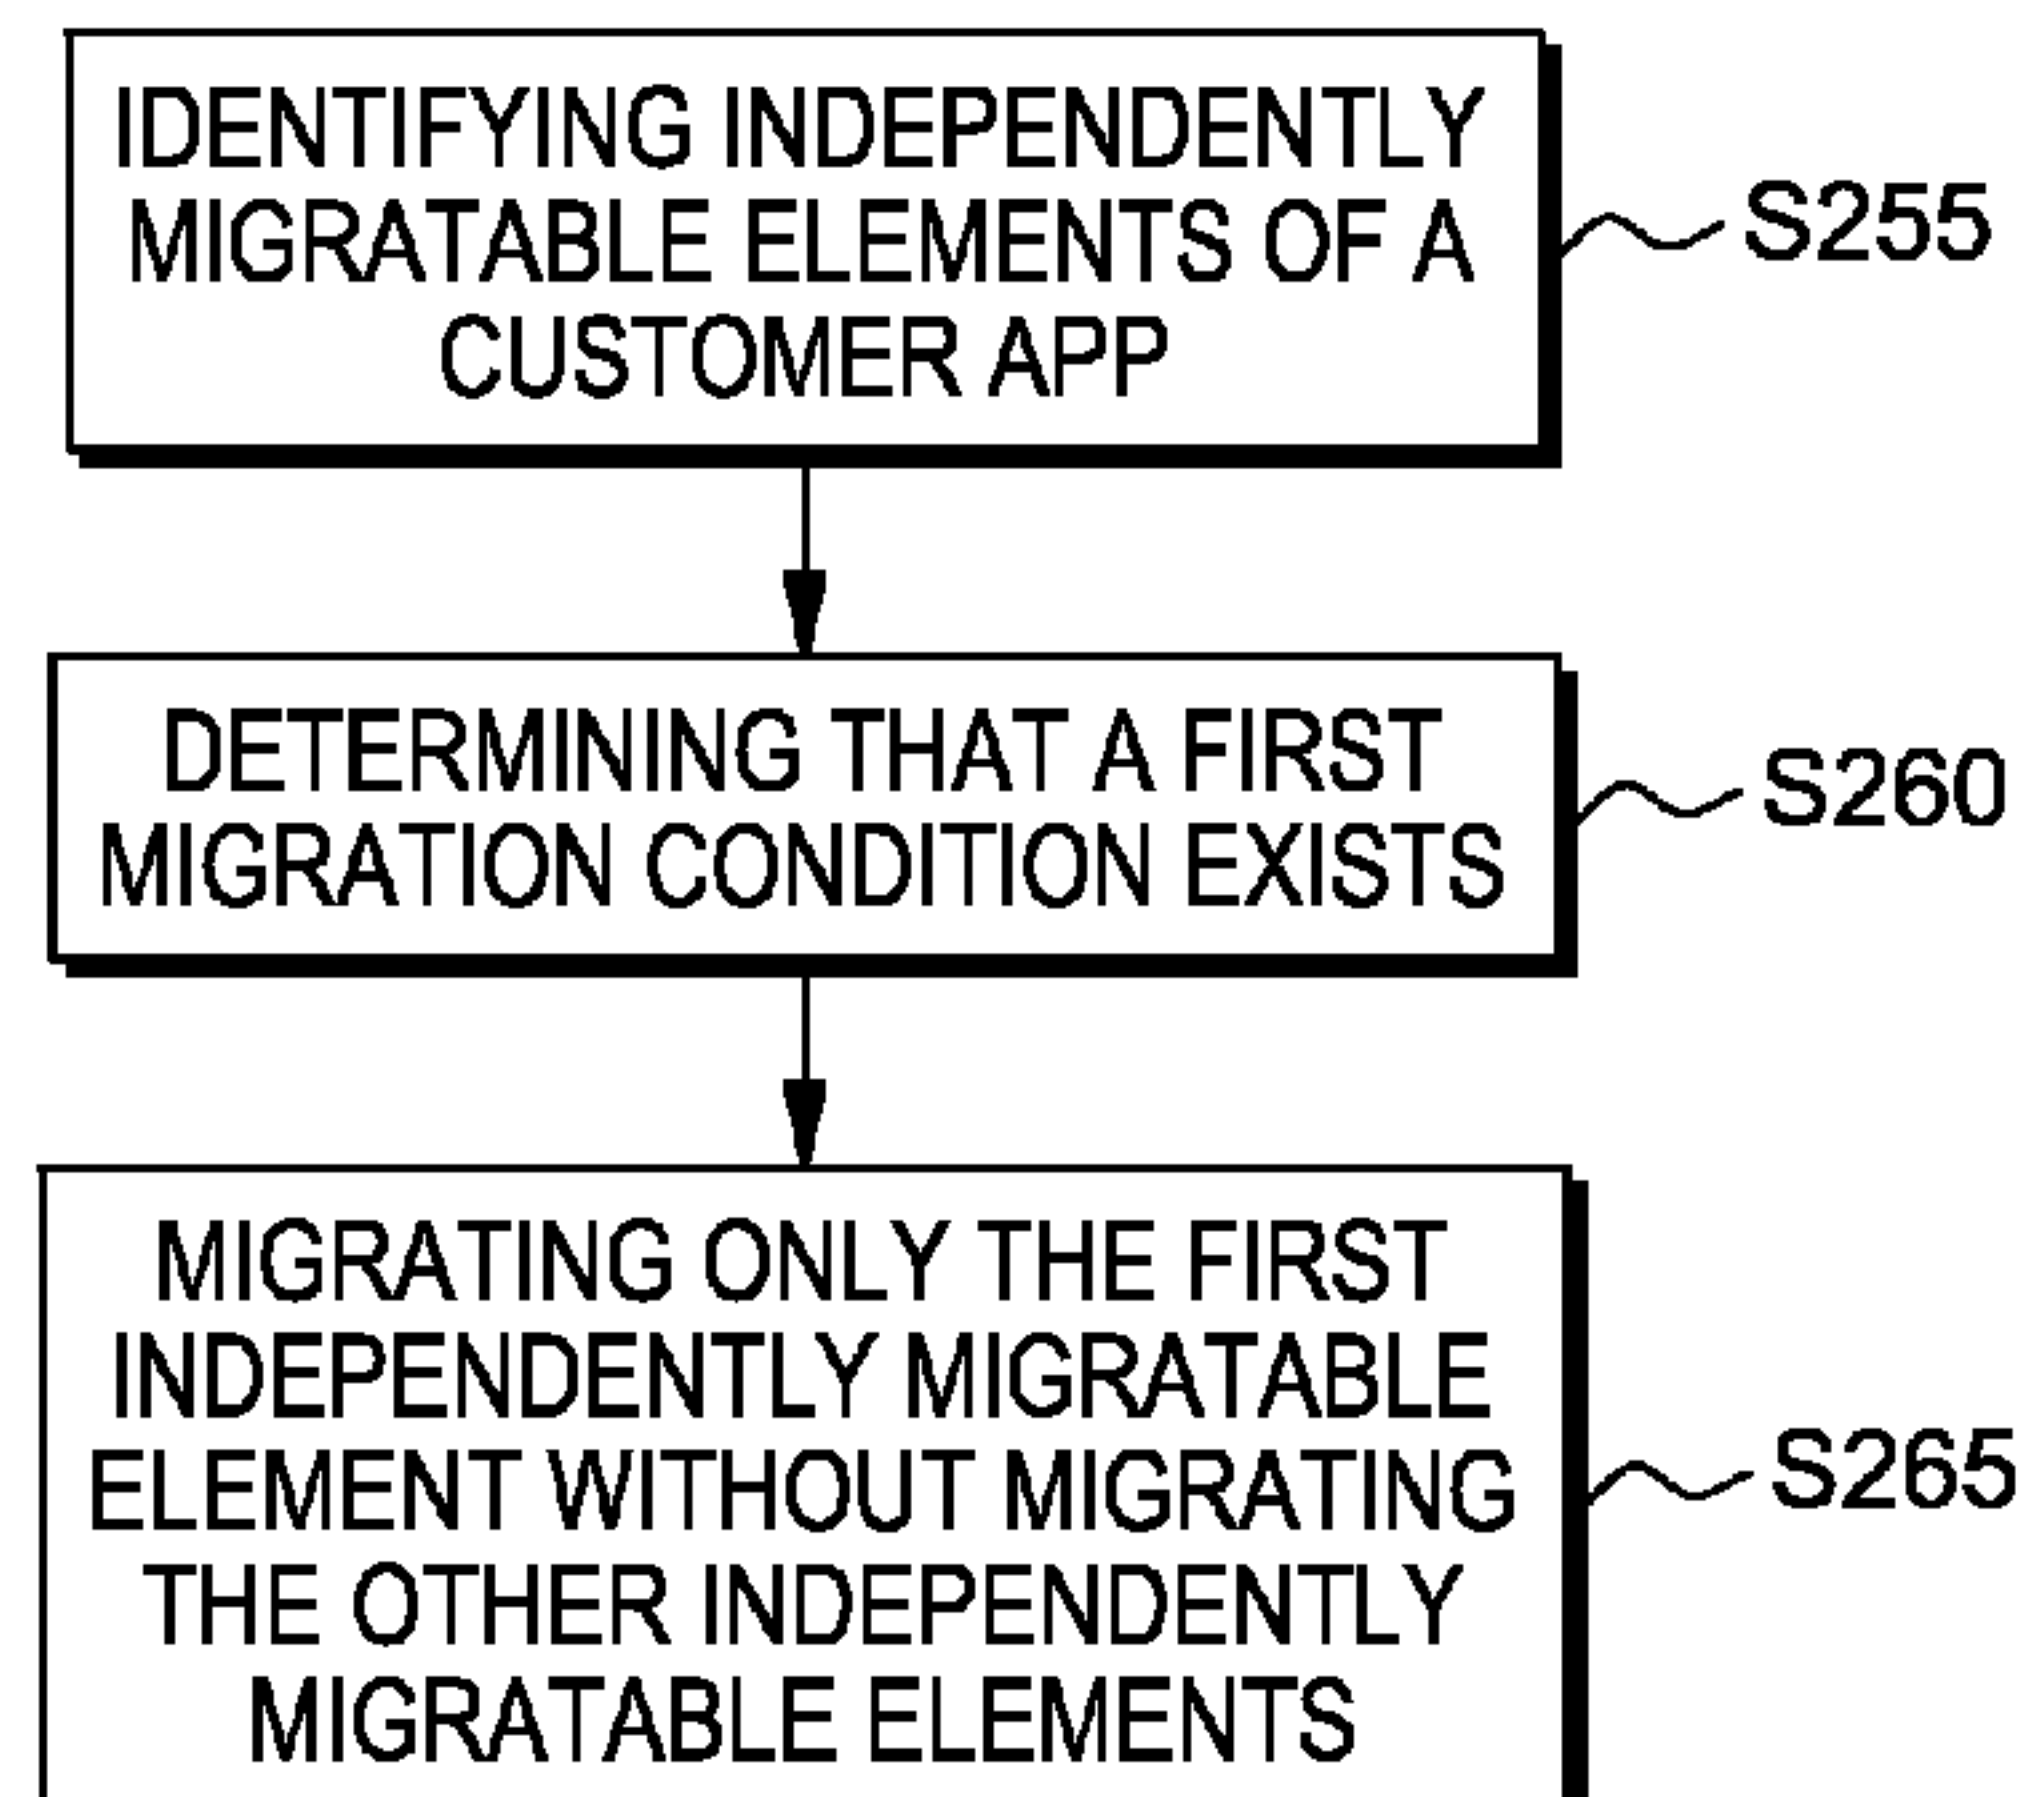 IDENTIFYING INDEPENDENTLY
MIGRATABLE ELEMENTS OF A
CUSTOMER APP
S255
DETERMINING THAT A FIRST
MIGRATION CONDITION EXISTS
S260
MIGRATING ONLY THE FIRST
INDEPENDENTLY MIGRATABLE
ELEMENT WITHOUT MIGRATING
THE OTHER INDEPENDENTLY
MIGRATABLE ELEMENTS
S265